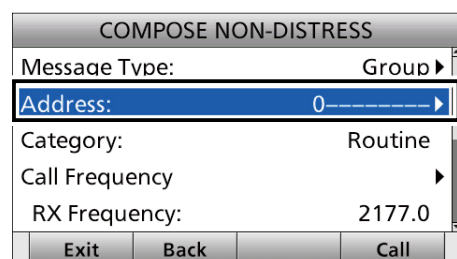 COMPOSE NON-DISTRESS
Message Type: Group
Address: 0––––––––
Category: Routine
Call Frequency
RX Frequency: 2177.0
Exit Back Call